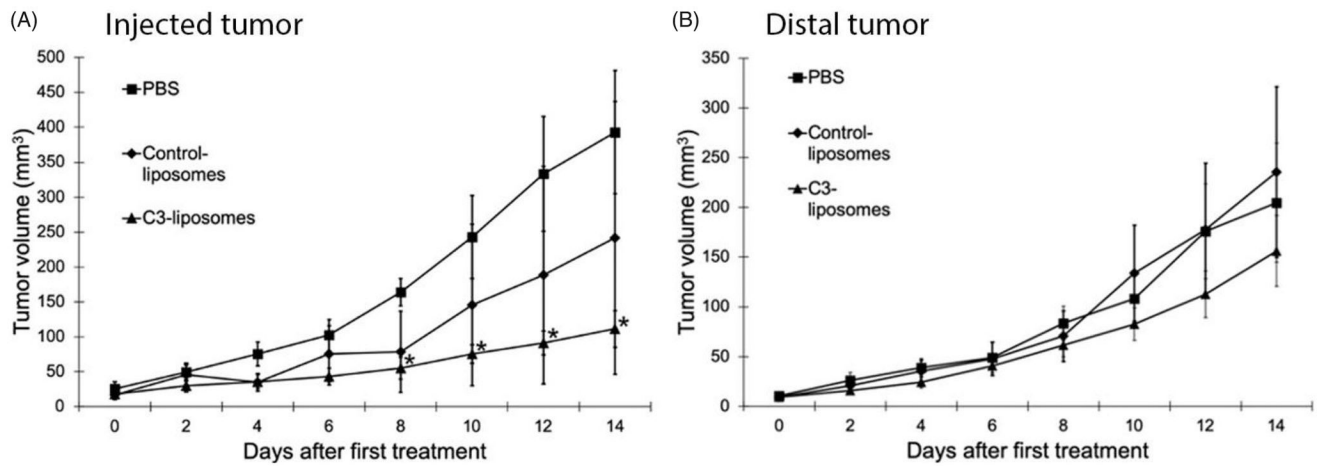 (A) Injected tumor
500
450
400
350
300
250
200
150
100
50
0
Tumor volume (mm³)
PBS
Control-
liposomes
C3-liposomes
*
*
*
*
0 2 4 6 8 10 12 14
Days after first treatment
(B) Distal tumor
350
300
250
200
150
100
50
0
Tumor volume (mm³)
PBS
Control-
liposomes
C3-
liposomes
0 2 4 6 8 10 12 14
Days after first treatment